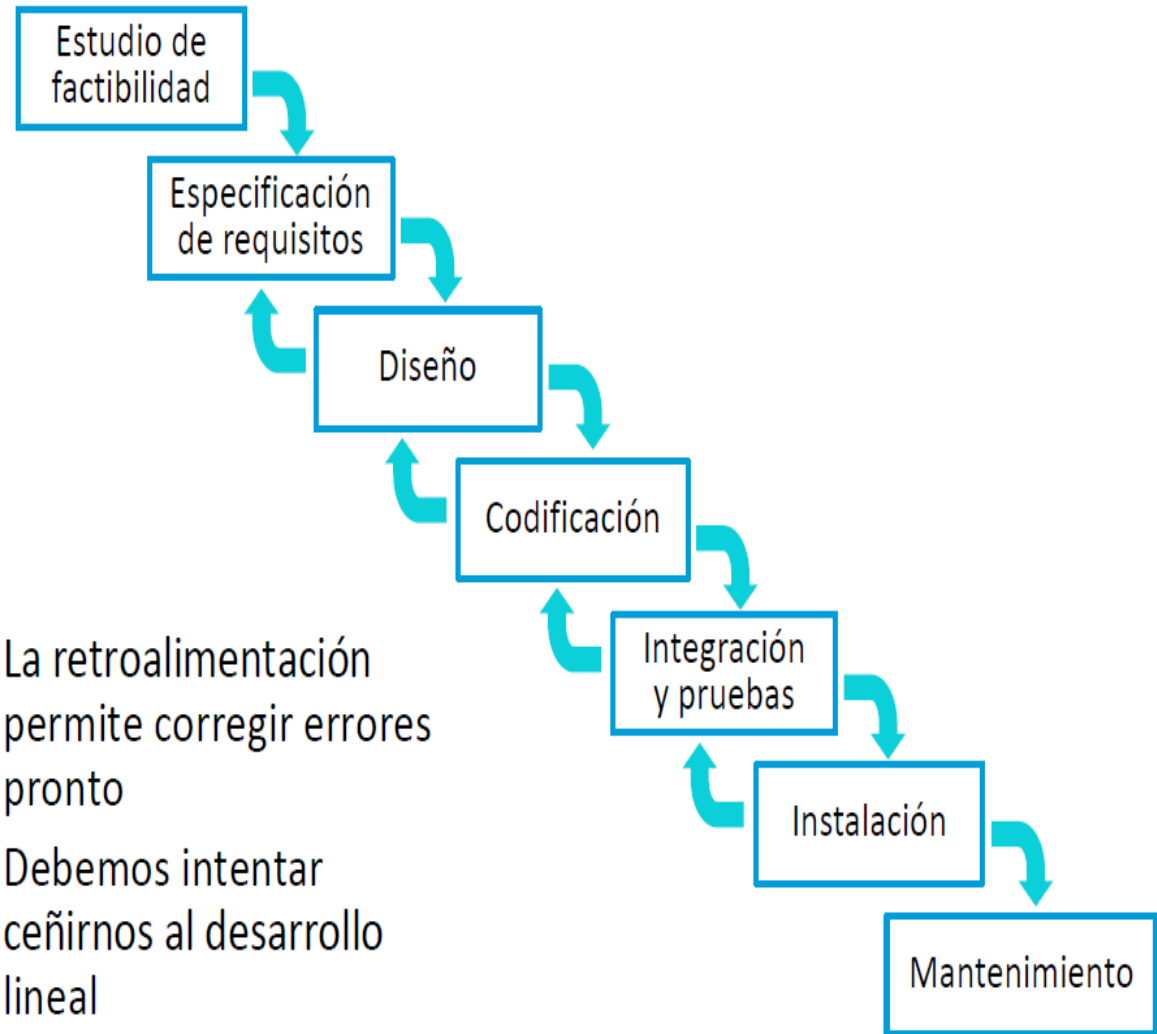 Estudio de
factibilidad
Especificación
de requisitos
Diseño
Codificación
Integración
y pruebas
Instalación
Mantenimiento
La retroalimentación
permite corregir errores
pronto
Debemos intentar
ceñirnos al desarrollo
lineal